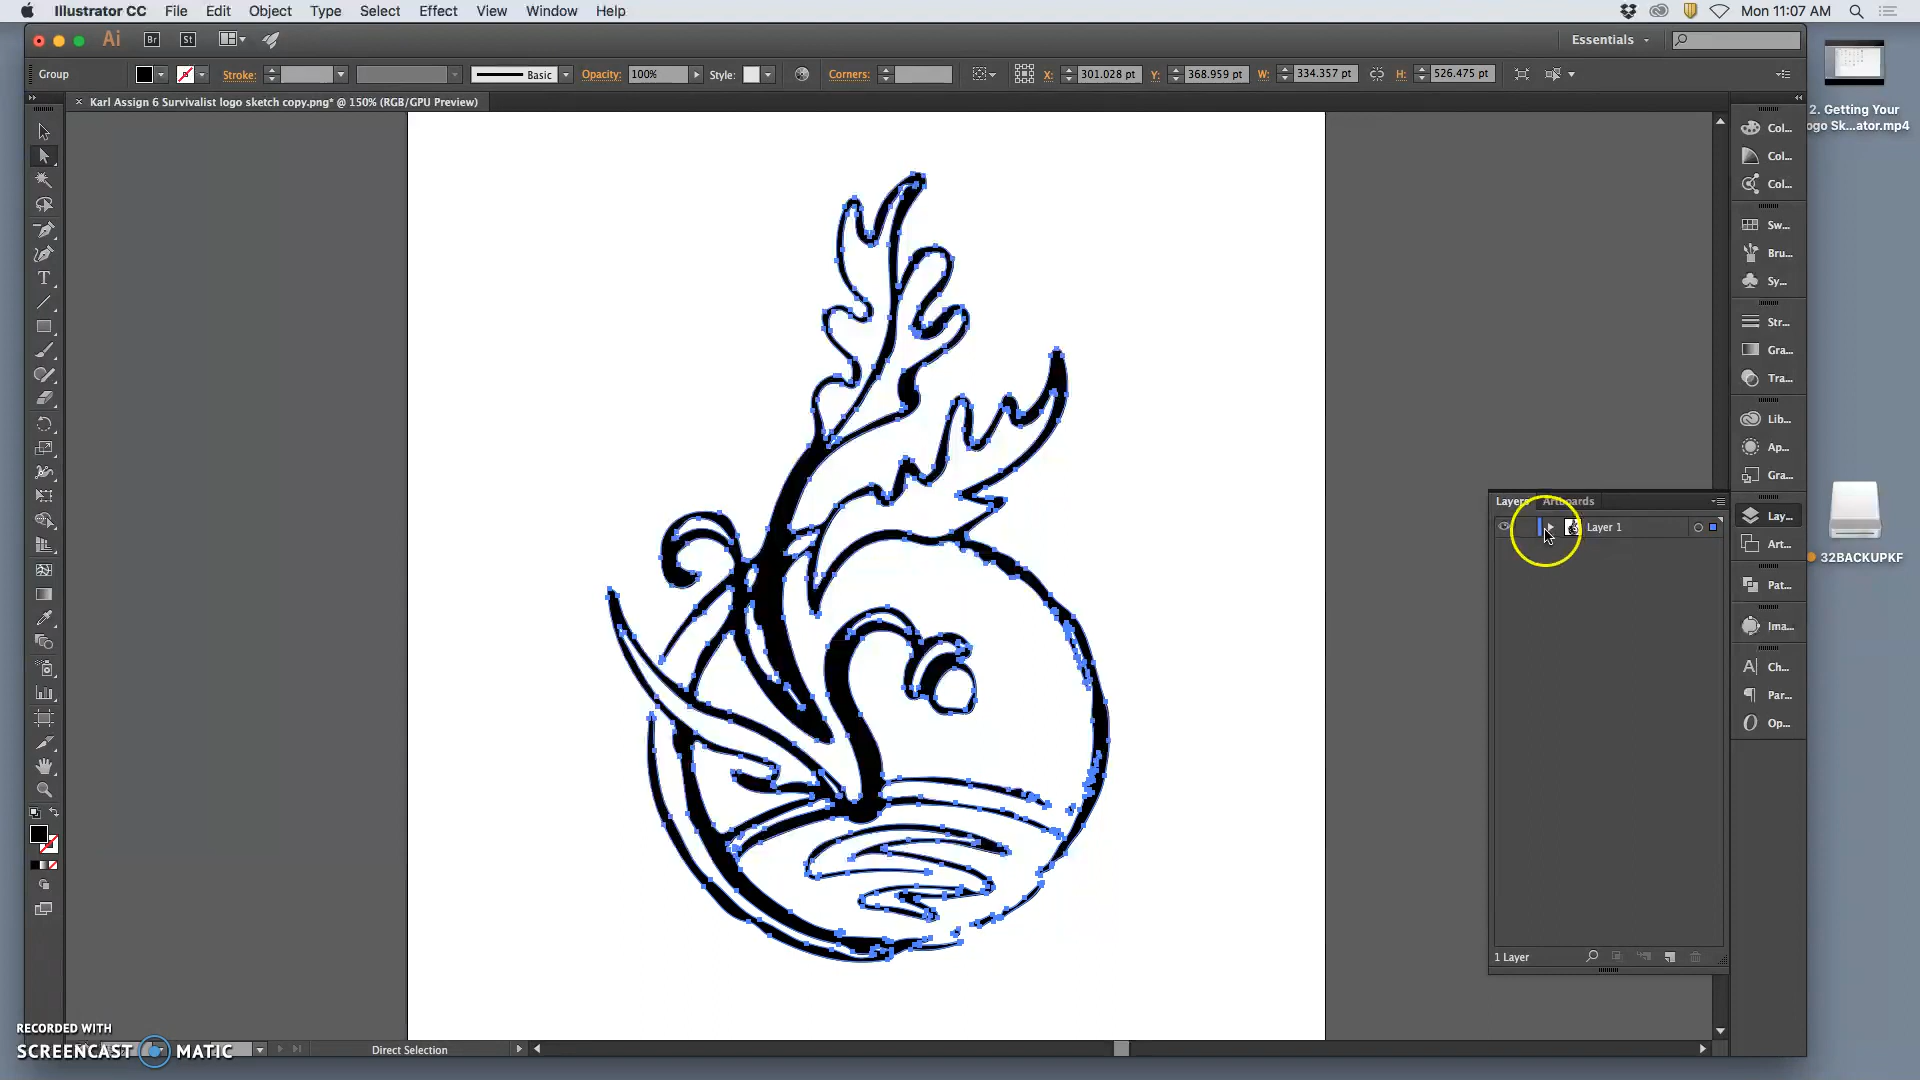 Illustrator CC File Edit Object Type Select Effect View Window Help
Mon 11:07 AM
Ai Br St
Essentials
Group
Stroke:
Basic
Opacity: 100%
Style:
Corners:
X: 301.028 pt
Y: 368.959 pt
W: 334.357 pt
H: 526.475 pt
× Karl Assign 6 Survivalist logo sketch copy.png* @ 150% (RGB/GPU Preview)
2. Getting Your
ogo Sk...ator.mp4
Col...
Col...
Col...
Sw...
Bru...
Sy...
Str...
Gra...
Tra...
Lib...
Ap...
Gra...
Lay...
Art...
Pat...
Ima...
Ch...
Par...
Op...
Layers Artboards
Layer 1
1 Layer
32BACKUPKF
RECORDED WITH
SCREENCAST MATIC
Direct Selection